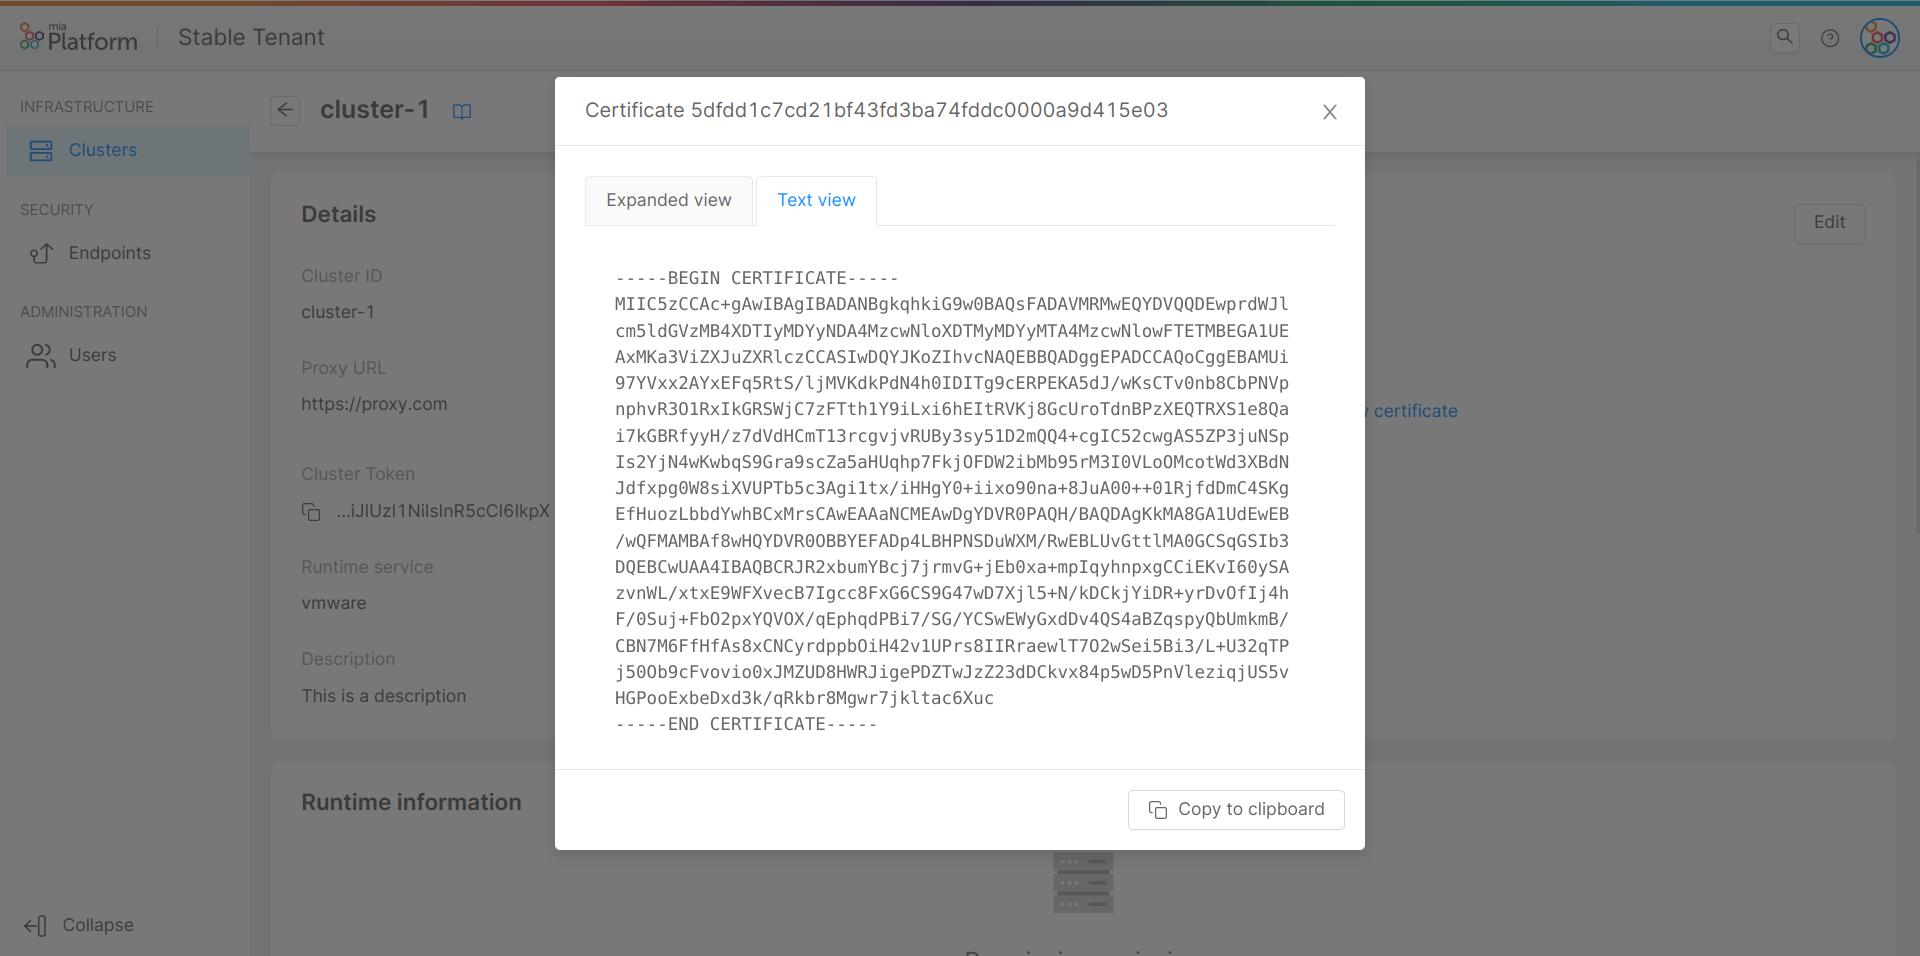 mia
Platform
Stable Tenant
INFRASTRUCTURE
Clusters
SECURITY
Endpoints
ADMINISTRATION
Users
Collapse
cluster-1
Details
Edit
Cluster ID
cluster-1
Proxy URL
https://proxy.com
Cluster Token
...iJIUzI1NiIsInR5cCI6IkpX
Runtime service
vmware
Description
This is a description
certificate
Runtime information
Certificate 5dfdd1c7cd21bf43fd3ba74fddc0000a9d415e03
Expanded view
Text view
-----BEGIN CERTIFICATE-----
MIIC5zCCAc+gAwIBAgIBADANBgkqhkiG9w0BAQsFADAVMRMwEQYDVQQDEwprdWJl
cm5ldGVzMB4XDTIyMDYyNDA4MzcwNloXDTMyMDYyMTA4MzcwNlowFTETMBEGA1UE
AxMKa3ViZXJuZXRlczCCASIwDQYJKoZIhvcNAQEBBQADggEPADCCAQoCggEBAMUi
97YVxx2AYxEFq5RtS/ljMVKdkPdN4h0IDITg9cERPEKA5dJ/wKsCTv0nb8CbPNVp
nphvR3O1RxIkGRSWjC7zFTth1Y9iLxi6hEItRVKj8GcUroTdnBPzXEQTRXS1e8Qa
i7kGBRfyyH/z7dVdHCmT13rcgvjvRUBy3sy51D2mQQ4+cgIC52cwgAS5ZP3juNSp
Is2YjN4wKwbqS9Gra9scZa5aHUqhp7FkjOFDW2ibMb95rM3I0VLoOMcotWd3XBdN
Jdfxpg0W8siXVUPTb5c3Agi1tx/iHHgY0+iixo90na+8JuA00++01RjfdDmC4SKg
EfHuozLbbdYwhBCxMrsCAwEAAaNCMEAwDgYDVR0PAQH/BAQDAgKkMA8GA1UdEwEB
/wQFMAMBAf8wHQYDVR0OBBYEFADp4LBHPNSDuWXM/RwEBLUvGttlMA0GCSqGSIb3
DQEBCwUAA4IBAQBCRJR2xbumYBcj7jrmvG+jEb0xa+mpIqyhnpxgCCiEKvI60ySA
zvnWL/xtxE9WFXvecB7Igcc8FxG6CS9G47wD7Xjl5+N/kDCkjYiDR+yrDvOfIj4h
F/0Suj+FbO2pxYQVOX/qEphqdPBi7/SG/YCSwEWyGxdDv4QS4aBZqspyQbUmkmB/
CBN7M6FfHfAs8xCNCyrdppbOiH42v1UPrs8IIRraewlT7O2wSei5Bi3/L+U32qTP
j50Ob9cFvovio0xJMZUD8HWRJigePDZTwJzZ23dDCkvx84p5wD5PnVleziqjUS5v
HGPooExbeDxd3k/qRkbr8Mgwr7jkltac6Xuc
-----END CERTIFICATE-----
Copy to clipboard